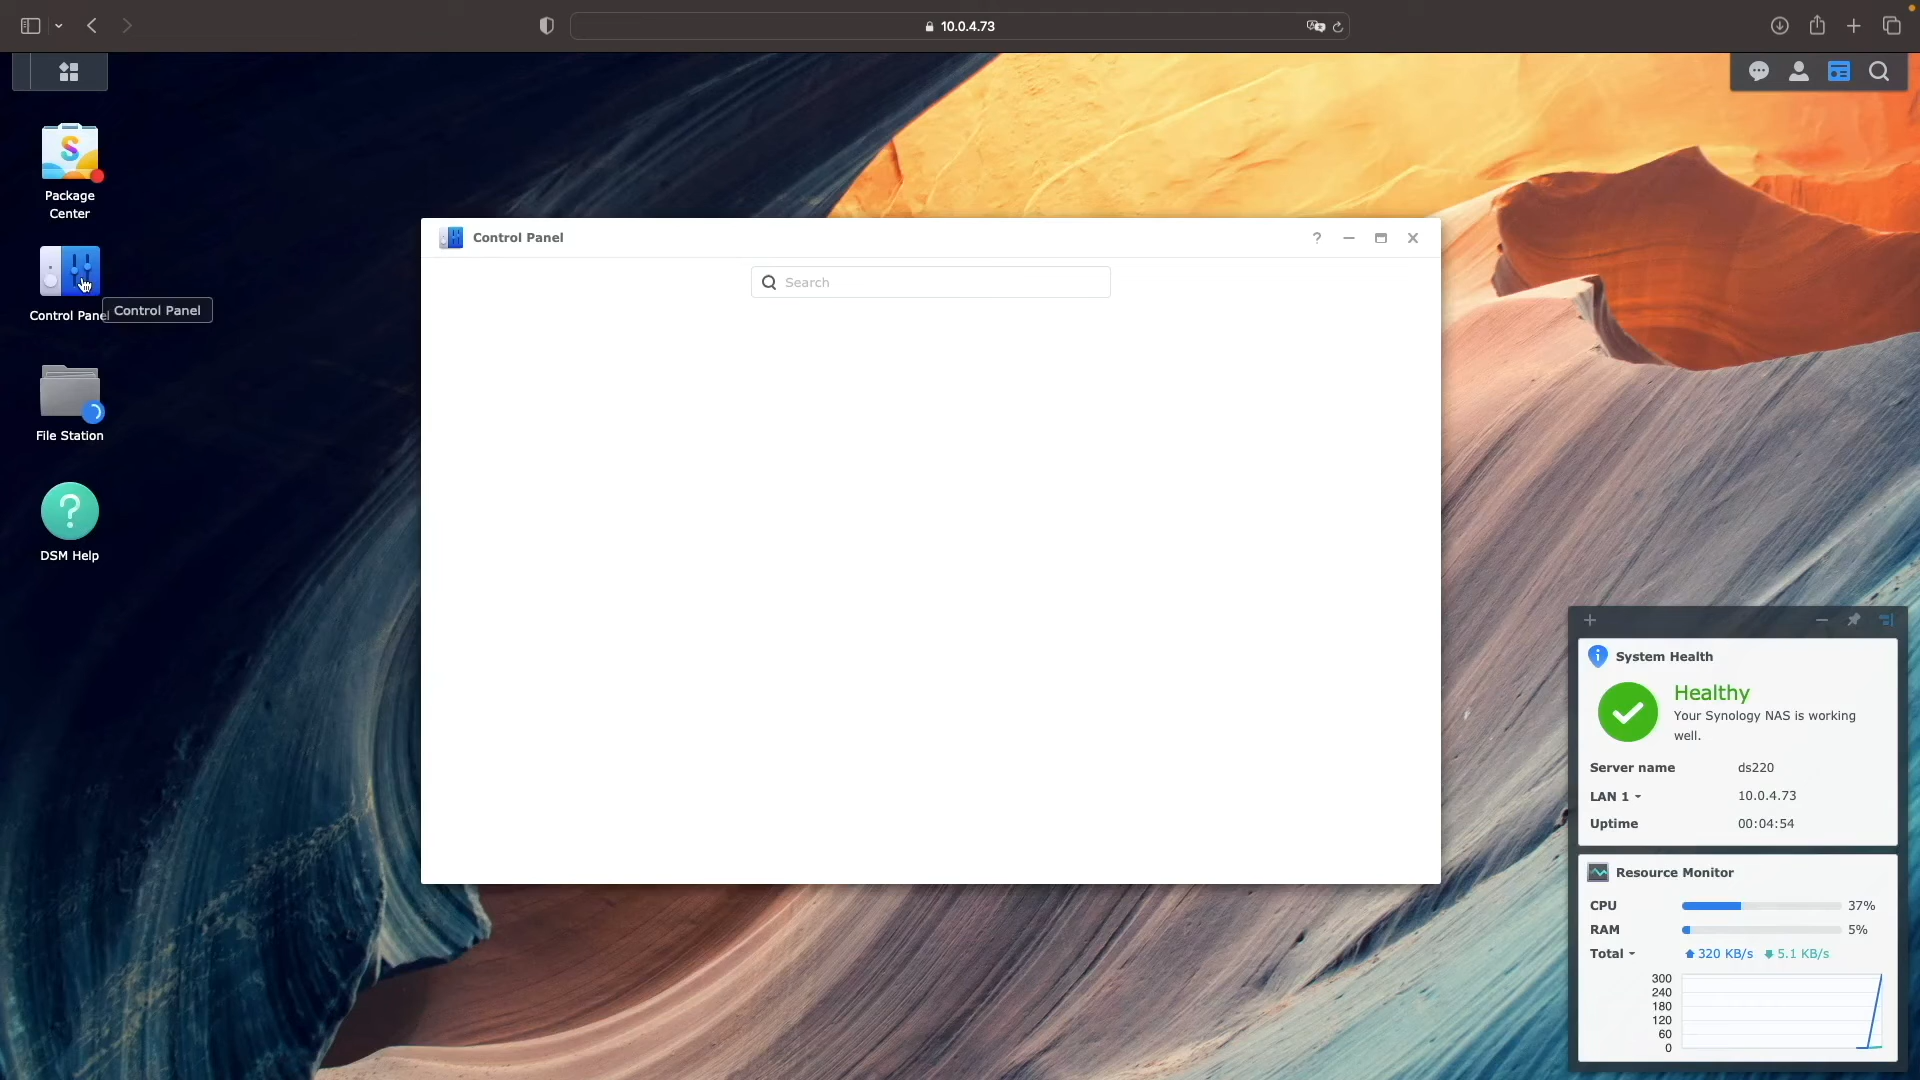 10.0.4.73
Package
Center
Control Panel
Control Panel
File Station
DSM Help
Control Panel
Search
System Health
Healthy
Your Synology NAS is working
well.
Server name ds220
LAN 1 10.0.4.73
Uptime 00:04:54
Resource Monitor
CPU 37%
RAM 5%
Total 320 KB/s 5.1 KB/s
300
240
180
120
60
0